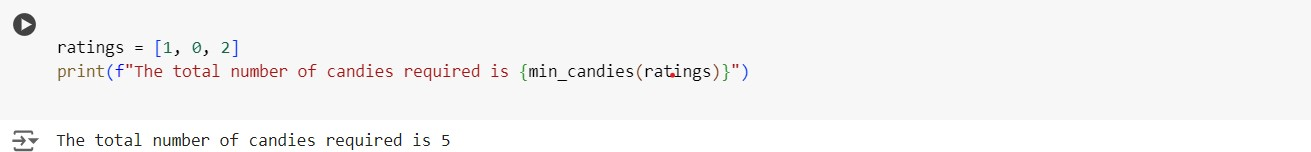 ratings = [1, 0, 2]
print(f"The total number of candies required is {min_candies(ratings)}")
The total number of candies required is 5